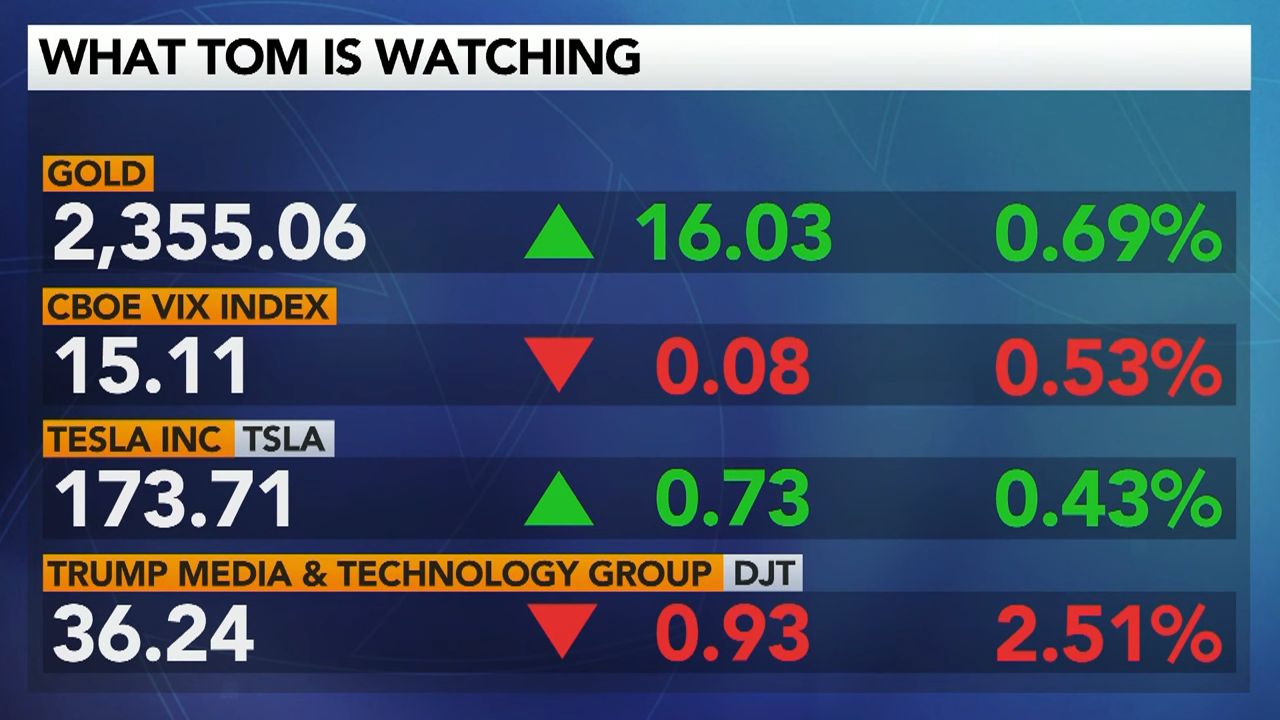 WHAT TOM IS WATCHING
GOLD
2,355.06 ▲ 16.03 0.69%
CBOE VIX INDEX
15.11 ▼ 0.08 0.53%
TESLA INC TSLA
173.71 ▲ 0.73 0.43%
TRUMP MEDIA & TECHNOLOGY GROUP DJT
36.24 ▼ 0.93 2.51%